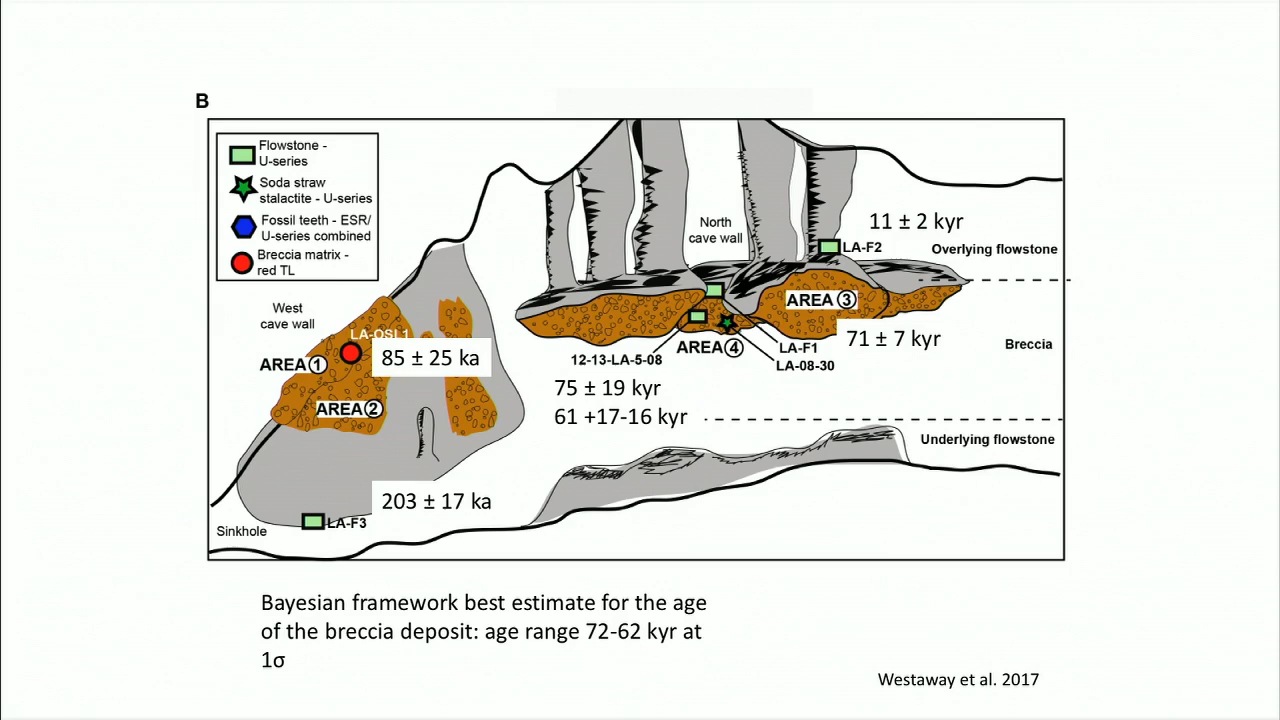 B
Flowstone -
U-series
Soda straw
stalactite - U-series
Fossil teeth - ESR/
U-series combined
Breccia matrix -
red TL
North
cave wall
11 ± 2 kyr
LA-F2
Overlying flowstone
West
cave wall
LA-OSL1
AREA 1
85 ± 25 ka
AREA 2
AREA 3
71 ± 7 kyr
Breccia
12-13-LA-5-08
AREA 4
LA-F1
LA-08-30
75 ± 19 kyr
61 +17-16 kyr
Underlying flowstone
203 ± 17 ka
LA-F3
Sinkhole
Bayesian framework best estimate for the age
of the breccia deposit: age range 72-62 kyr at
1σ
Westaway et al. 2017